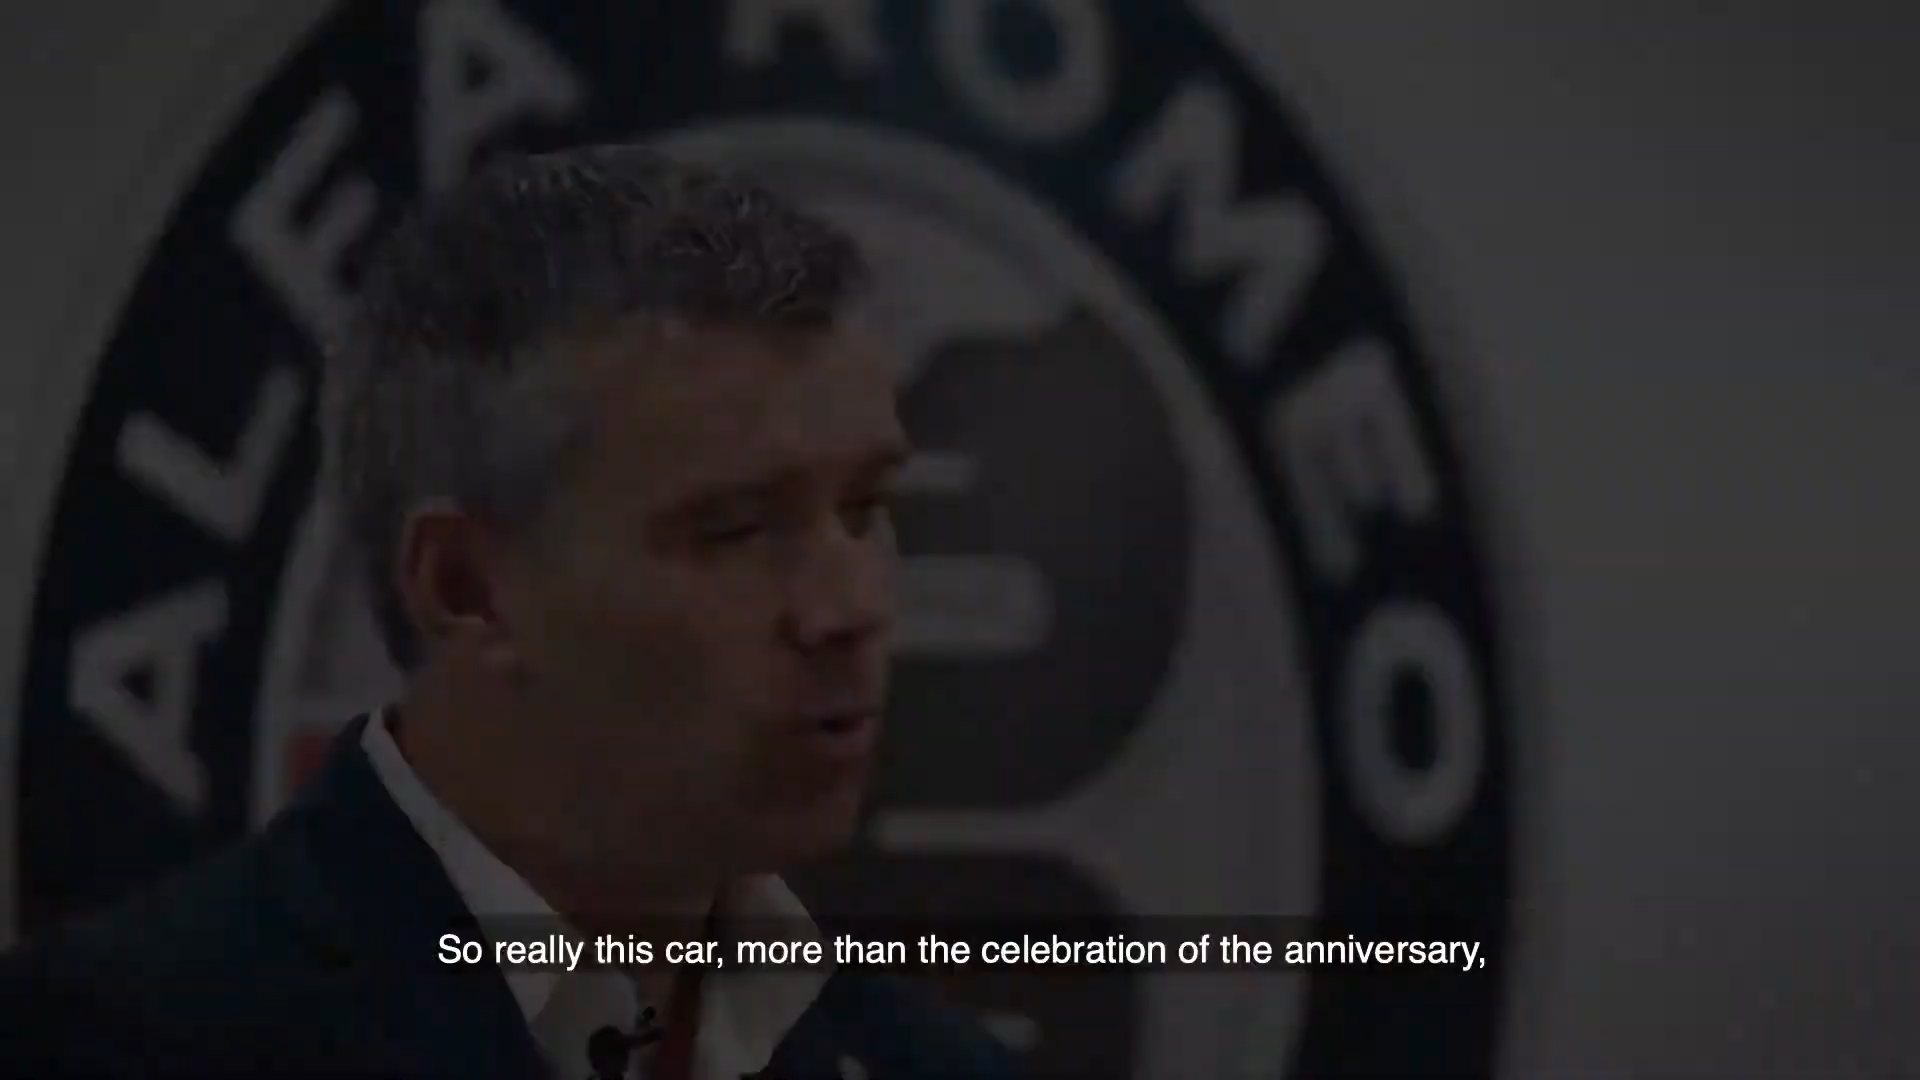 ALFA ROMEO
So really this car, more than the celebration of the anniversary,